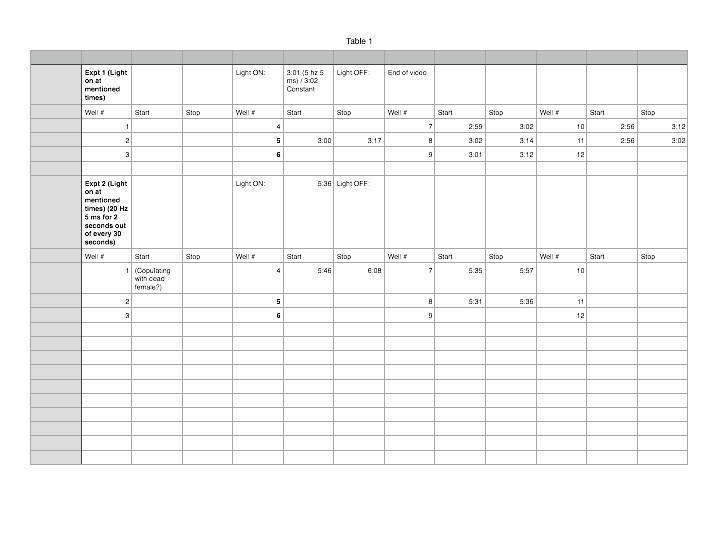 Table 1
Expt 1 (Light on at mentioned times) Light ON: 3:01 (5 hz 5 ms) / 3:02 Constant Light OFF: End of video
Well # Start Stop Well # Start Stop Well # Start Stop Well # Start Stop
1 4 7 2:59 3:02 10 2:56 3:12
2 5 3:00 3:17 8 3:02 3:14 11 2:56 3:02
3 6 9 3:01 3:12 12
Expt 2 (Light on at mentioned times) (20 Hz 5 ms for 2 seconds out of every 30 seconds) Light ON: 5:36 Light OFF:
Well # Start Stop Well # Start Stop Well # Start Stop Well # Start Stop
1 (Copulating with dead female?) 4 5:46 6:08 7 5:35 5:57 10
2 5 8 5:31 5:36 11
3 6 9 12